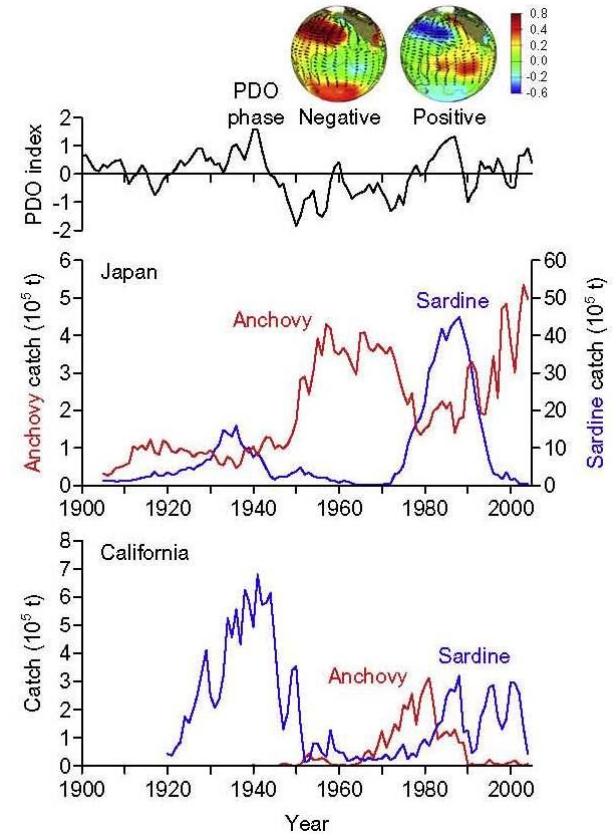 0.8
0.4
0.2
-0.2
-0.6
PDO
phase Negative Positive
PDO index
2
1
0
-1
-2
Japan
Anchovy
Sardine
Anchovy catch (10⁵ t)
6
5
4
3
2
1
0
60
50
40
30
20
10
0
Sardine catch (10⁵ t)
1900 1920 1940 1960 1980 2000
California
Anchovy
Sardine
Catch (10⁵ t)
8
7
6
5
4
3
2
1
0
1900 1920 1940 1960 1980 2000
Year